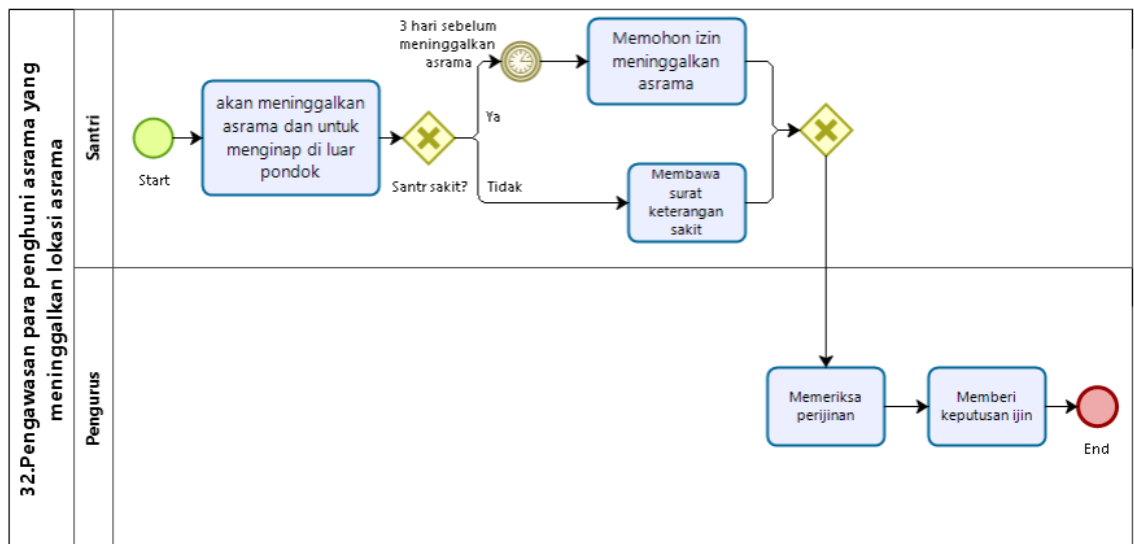 32.Pengawasan para penghuni asrama yang
meninggalkan lokasi asrama
Santri
Start
akan meninggalkan
asrama dan untuk
menginap di luar
pondok
Santr sakit?
Ya
Tidak
3 hari sebelum
meninggalkan
asrama
Memohon izin
meninggalkan
asrama
Membawa
surat
keterangan
sakit
Pengurus
Memeriksa
perijinan
Memberi
keputusan ijin
End